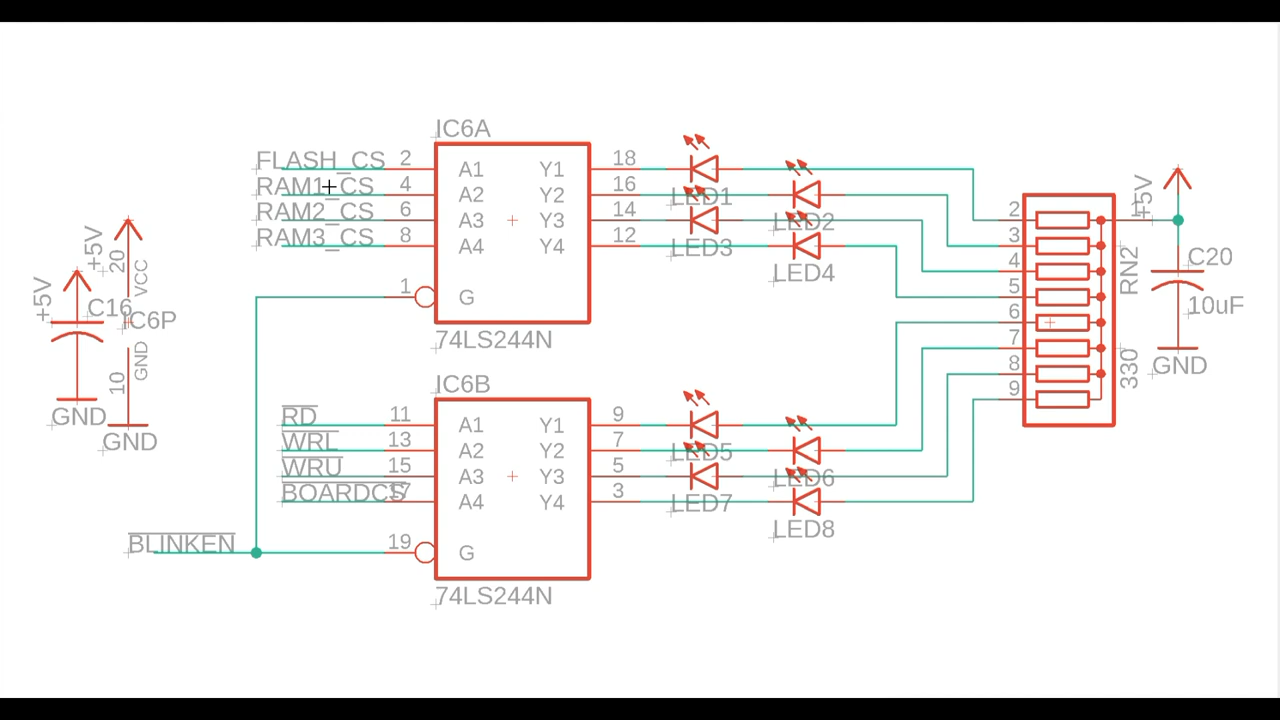 IC6A
FLASH_CS 2 A1 Y1 18
RAM1_CS 4 A2 Y2 16
RAM2_CS 6 A3 Y3 14
RAM3_CS 8 A4 Y4 12
1 G
74LS244N
LED1
LED2
LED3
LED4
IC6B
RD 11 A1 Y1 9
WRL 13 A2 Y2 7
WRU 15 A3 Y3 5
BOARDCS 17 A4 Y4 3
BLINKEN 19 G
74LS244N
LED5
LED6
LED7
LED8
+5V
C16
GND
+5V
20
VCC
IC6P
GND
10
GND
2
3
4
5
6
7
8
9
1
RN2
330
+5V
C20
10uF
GND